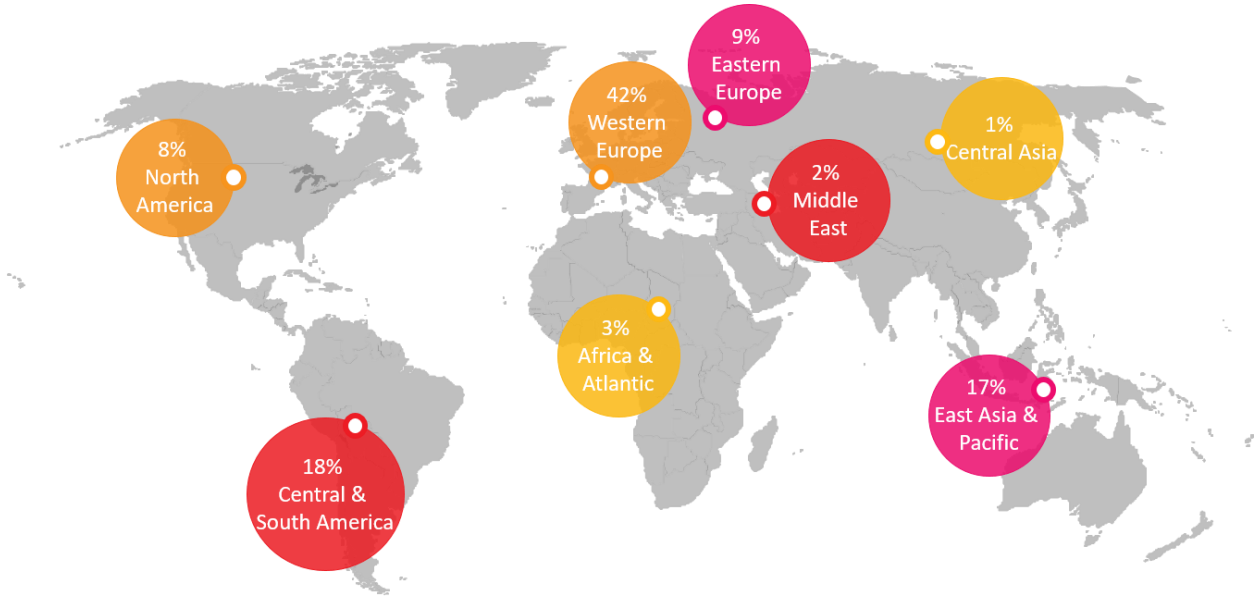 9%
Eastern
Europe
42%
Western
Europe
1%
Central Asia
8%
North
America
2%
Middle
East
3%
Africa &
Atlantic
17%
East Asia &
Pacific
18%
Central &
South America